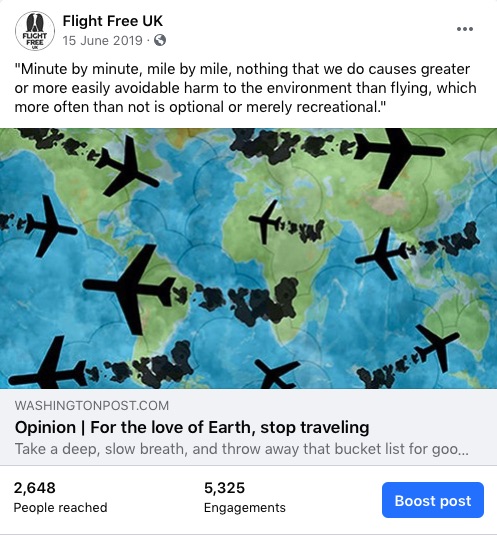 FLIGHT
FREE
UK
Flight Free UK
15 June 2019 ·
"Minute by minute, mile by mile, nothing that we do causes greater
or more easily avoidable harm to the environment than flying, which
more often than not is optional or merely recreational."
WASHINGTONPOST.COM
Opinion | For the love of Earth, stop traveling
Take a deep, slow breath, and throw away that bucket list for goo...
2,648
People reached
5,325
Engagements
Boost post